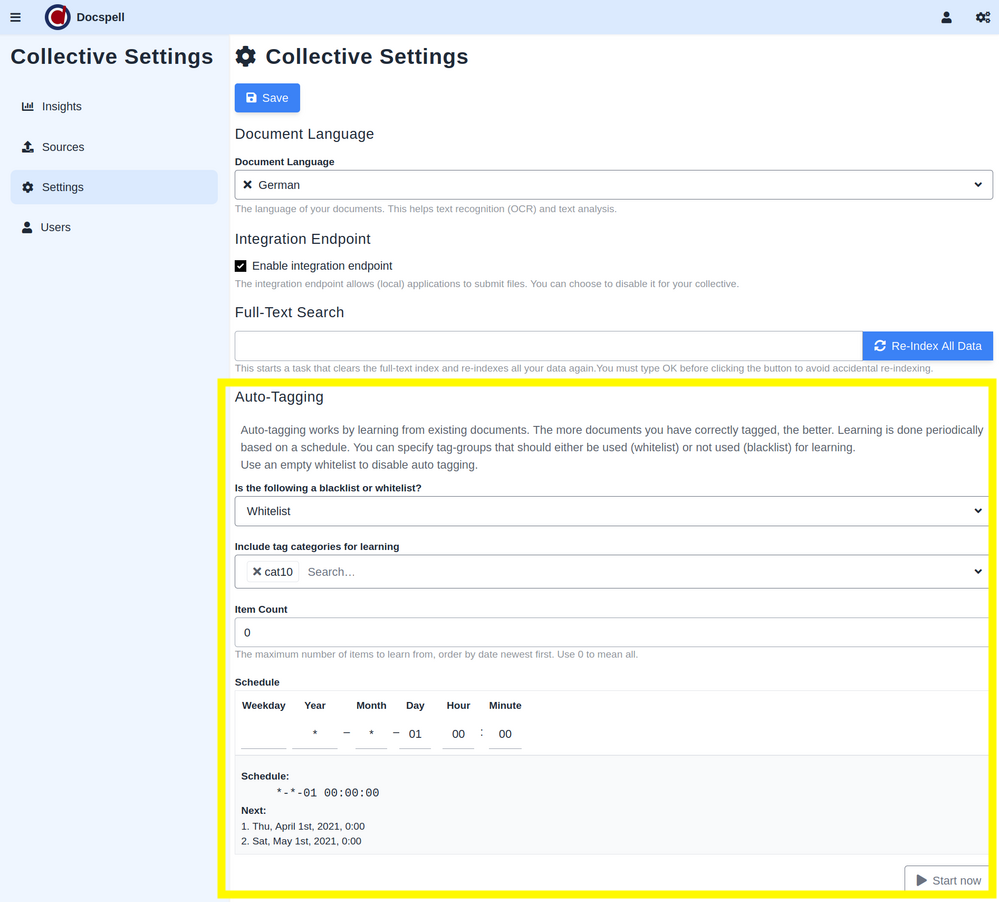 Docspell
Collective Settings
Insights
Sources
Settings
Users
Collective Settings
Save
Document Language
Document Language
German
The language of your documents. This helps text recognition (OCR) and text analysis.
Integration Endpoint
Enable integration endpoint
The integration endpoint allows (local) applications to submit files. You can choose to disable it for your collective.
Full-Text Search
Re-Index All Data
This starts a task that clears the full-text index and re-indexes all your data again.You must type OK before clicking the button to avoid accidental re-indexing.
Auto-Tagging
Auto-tagging works by learning from existing documents. The more documents you have correctly tagged, the better. Learning is done periodically
based on a schedule. You can specify tag-groups that should either be used (whitelist) or not used (blacklist) for learning.
Use an empty whitelist to disable auto tagging.
Is the following a blacklist or whitelist?
Whitelist
Include tag categories for learning
cat10 Search…
Item Count
0
The maximum number of items to learn from, order by date newest first. Use 0 to mean all.
Schedule
Weekday Year Month Day Hour Minute
* – * – 01 00 : 00
Schedule:
*-*-01 00:00:00
Next:
1. Thu, April 1st, 2021, 0:00
2. Sat, May 1st, 2021, 0:00
Start now